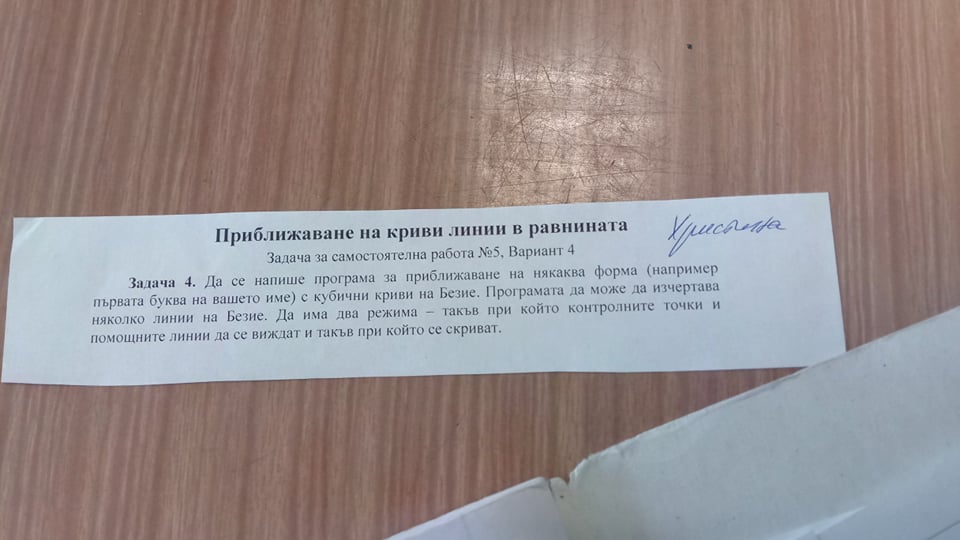 Приближаване на криви линии в равнината
Христина
Задача за самостоятелна работа №5, Вариант 4
Задача 4. Да се напише програма за приближаване на някаква форма (например
първата буква на вашето име) с кубични криви на Безие. Програмата да може да изчертава
няколко линии на Безие. Да има два режима – такъв при който контролните точки и
помощните линии да се виждат и такъв при който се скриват.